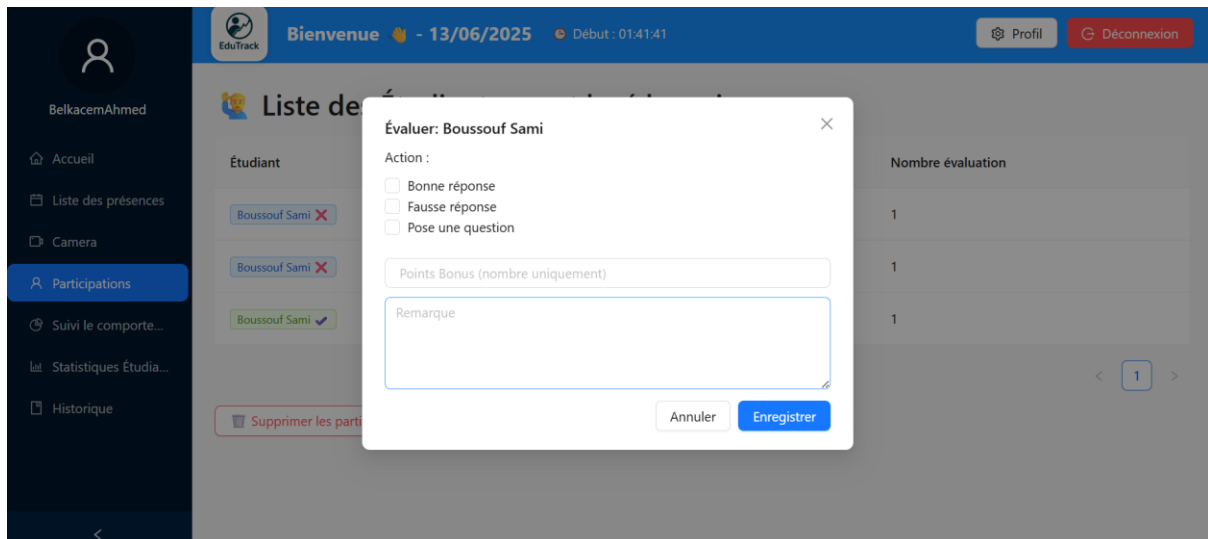 EduTrack
Bienvenue 👋 - 13/06/2025
Début : 01:41:41
Profil
Déconnexion
BelkacemAhmed
Accueil
Liste des présences
Camera
Participations
Suivi le comporte...
Statistiques Étudia...
Historique
Liste des
Étudiant
Nombre évaluation
Boussouf Sami ❌
1
Boussouf Sami ❌
1
Boussouf Sami ✔
1
< 1 >
Supprimer les parti
Évaluer: Boussouf Sami
Action :
Bonne réponse
Fausse réponse
Pose une question
Points Bonus (nombre uniquement)
Remarque
Annuler
Enregistrer